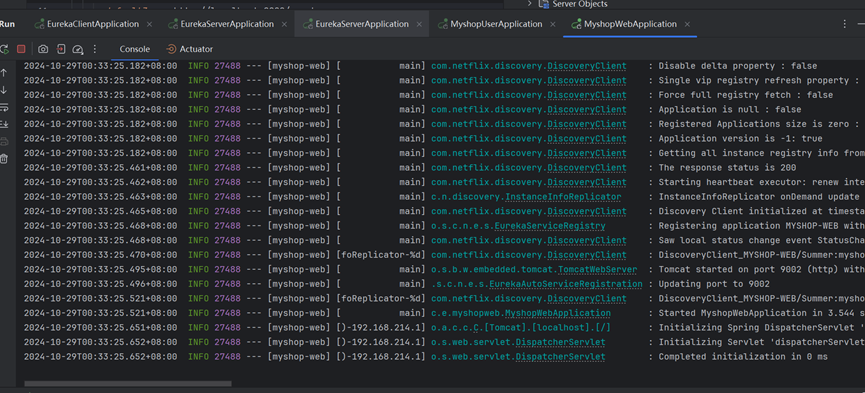 Server Objects
Run EurekaClientApplication EurekaServerApplication EurekaServerApplication MyshopUserApplication MyshopWebApplication
Console Actuator
2024-10-29T00:33:25.182+08:00 INFO 27488 --- [myshop-web] [ main] com.netflix.discovery.DiscoveryClient : Disable delta property : false
2024-10-29T00:33:25.182+08:00 INFO 27488 --- [myshop-web] [ main] com.netflix.discovery.DiscoveryClient : Single vip registry refresh property :
2024-10-29T00:33:25.182+08:00 INFO 27488 --- [myshop-web] [ main] com.netflix.discovery.DiscoveryClient : Force full registry fetch : false
2024-10-29T00:33:25.182+08:00 INFO 27488 --- [myshop-web] [ main] com.netflix.discovery.DiscoveryClient : Application is null : false
2024-10-29T00:33:25.182+08:00 INFO 27488 --- [myshop-web] [ main] com.netflix.discovery.DiscoveryClient : Registered Applications size is zero :
2024-10-29T00:33:25.182+08:00 INFO 27488 --- [myshop-web] [ main] com.netflix.discovery.DiscoveryClient : Application version is -1: true
2024-10-29T00:33:25.182+08:00 INFO 27488 --- [myshop-web] [ main] com.netflix.discovery.DiscoveryClient : Getting all instance registry info from
2024-10-29T00:33:25.461+08:00 INFO 27488 --- [myshop-web] [ main] com.netflix.discovery.DiscoveryClient : The response status is 200
2024-10-29T00:33:25.462+08:00 INFO 27488 --- [myshop-web] [ main] com.netflix.discovery.DiscoveryClient : Starting heartbeat executor: renew inte
2024-10-29T00:33:25.463+08:00 INFO 27488 --- [myshop-web] [ main] c.n.discovery.InstanceInfoReplicator : InstanceInfoReplicator onDemand update
2024-10-29T00:33:25.465+08:00 INFO 27488 --- [myshop-web] [ main] com.netflix.discovery.DiscoveryClient : Discovery Client initialized at timesta
2024-10-29T00:33:25.468+08:00 INFO 27488 --- [myshop-web] [ main] o.s.c.n.e.s.EurekaServiceRegistry : Registering application MYSHOP-WEB with
2024-10-29T00:33:25.468+08:00 INFO 27488 --- [myshop-web] [ main] com.netflix.discovery.DiscoveryClient : Saw local status change event StatusCha
2024-10-29T00:33:25.470+08:00 INFO 27488 --- [myshop-web] [foReplicator-%d] com.netflix.discovery.DiscoveryClient : DiscoveryClient_MYSHOP-WEB/Summer:mysho
2024-10-29T00:33:25.495+08:00 INFO 27488 --- [myshop-web] [ main] o.s.b.w.embedded.tomcat.TomcatWebServer : Tomcat started on port 9002 (http) with
2024-10-29T00:33:25.496+08:00 INFO 27488 --- [myshop-web] [ main] .s.c.n.e.s.EurekaAutoServiceRegistration : Updating port to 9002
2024-10-29T00:33:25.521+08:00 INFO 27488 --- [myshop-web] [foReplicator-%d] com.netflix.discovery.DiscoveryClient : DiscoveryClient_MYSHOP-WEB/Summer:mysho
2024-10-29T00:33:25.521+08:00 INFO 27488 --- [myshop-web] [ main] c.e.myshopweb.MyshopWebApplication : Started MyshopWebApplication in 3.544 s
2024-10-29T00:33:25.651+08:00 INFO 27488 --- [myshop-web] [)-192.168.214.1] o.a.c.c.C.[Tomcat].[localhost].[/] : Initializing Spring DispatcherServlet '
2024-10-29T00:33:25.652+08:00 INFO 27488 --- [myshop-web] [)-192.168.214.1] o.s.web.servlet.DispatcherServlet : Initializing Servlet 'dispatcherServlet
2024-10-29T00:33:25.652+08:00 INFO 27488 --- [myshop-web] [)-192.168.214.1] o.s.web.servlet.DispatcherServlet : Completed initialization in 0 ms